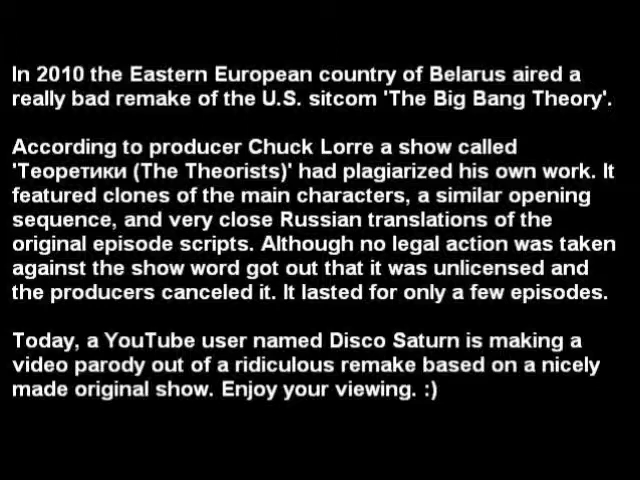 In 2010 the Eastern European country of Belarus aired a
really bad remake of the U.S. sitcom 'The Big Bang Theory'.
According to producer Chuck Lorre a show called
'Теоретики (The Theorists)' had plagiarized his own work. It
featured clones of the main characters, a similar opening
sequence, and very close Russian translations of the
original episode scripts. Although no legal action was taken
against the show word got out that it was unlicensed and
the producers canceled it. It lasted for only a few episodes.
Today, a YouTube user named Disco Saturn is making a
video parody out of a ridiculous remake based on a nicely
made original show. Enjoy your viewing. :)